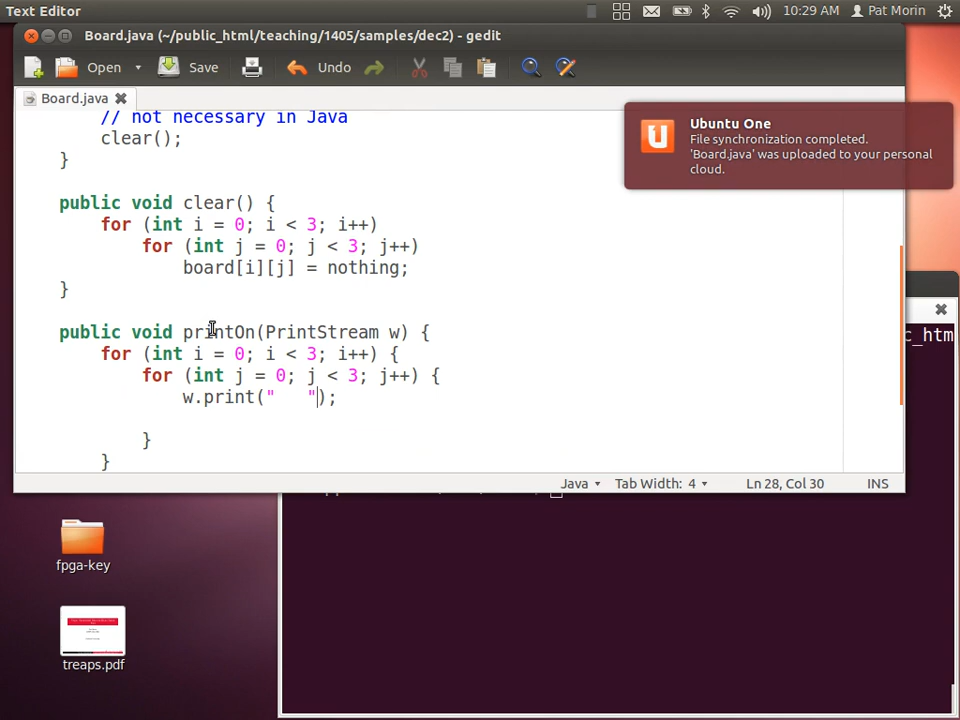 Text Editor
10:29 AM
Pat Morin
Board.java (~/public_html/teaching/1405/samples/dec2) - gedit
Open
Save
Undo
Board.java
// not necessary in Java
clear();
}
public void clear() {
for (int i = 0; i < 3; i++)
for (int j = 0; j < 3; j++)
board[i][j] = nothing;
}
public void printOn(PrintStream w) {
for (int i = 0; i < 3; i++) {
for (int j = 0; j < 3; j++) {
w.print("   ");
}
}
Java
Tab Width: 4
Ln 28, Col 30
INS
Ubuntu One
File synchronization completed.
'Board.java' was uploaded to your personal
cloud.
c_htm
fpga-key
treaps.pdf